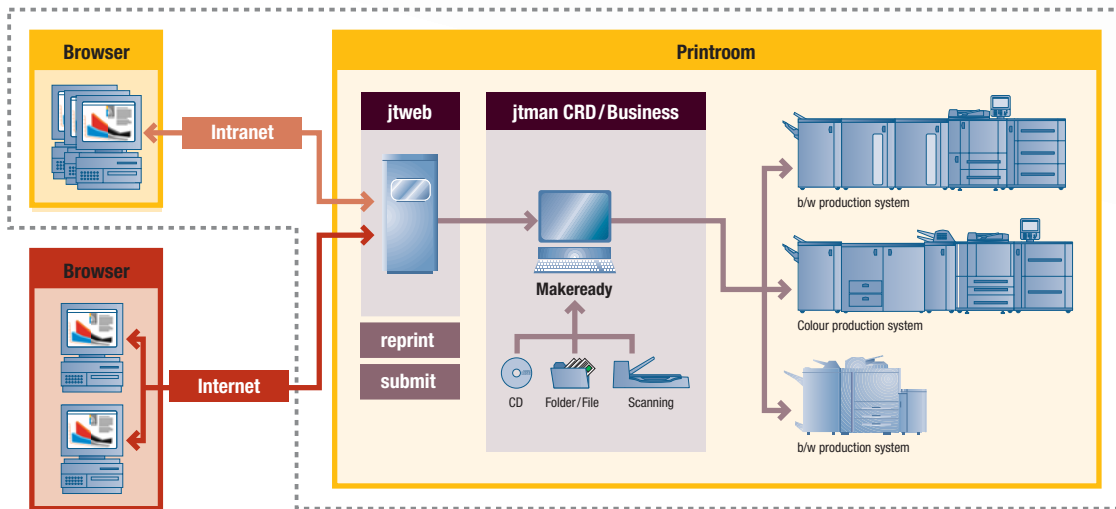 Browser
Printroom
jtweb
jtman CRD/Business
Intranet
b/w production system
Browser
Makeready
Colour production system
reprint
submit
Internet
CD
Folder/File
Scanning
b/w production system